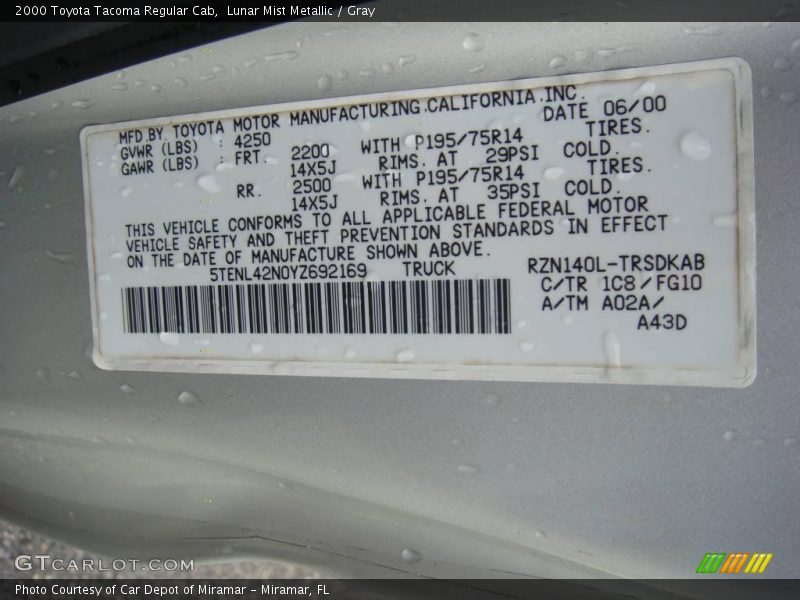 2000 Toyota Tacoma Regular Cab,  Lunar Mist Metallic / Gray
MFD BY TOYOTA MOTOR MANUFACTURING.CALIFORNIA.INC.
GVWR (LBS) : 4250 DATE 06/00
GAWR (LBS) : FRT. 2200 WITH P195/75R14 TIRES.
14X5J RIMS. AT 29PSI COLD.
RR. 2500 WITH P195/75R14 TIRES.
14X5J RIMS. AT 35PSI COLD.
THIS VEHICLE CONFORMS TO ALL APPLICABLE FEDERAL MOTOR
VEHICLE SAFETY AND THEFT PREVENTION STANDARDS IN EFFECT
ON THE DATE OF MANUFACTURE SHOWN ABOVE.
5TENL42N0YZ692169 TRUCK RZN140L-TRSDKAB
C/TR 1C8/FG10
A/TM A02A/
A43D
GTCARLOT.COM
Photo Courtesy of Car Depot of Miramar - Miramar, FL